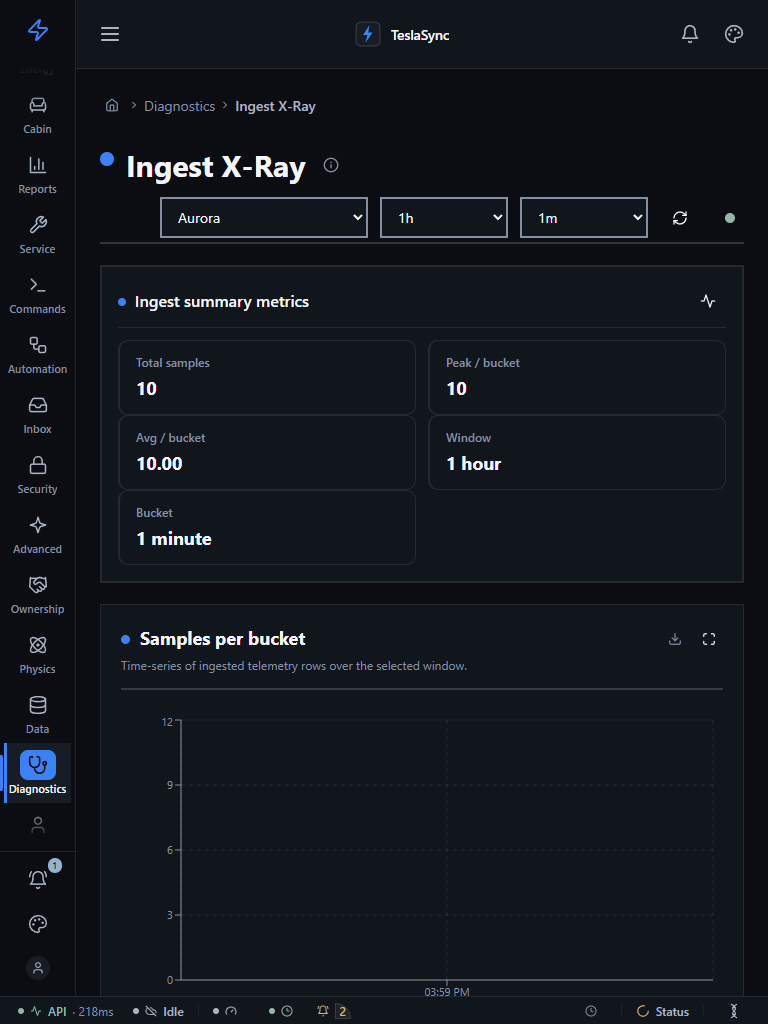 TeslaSync
Energy
Cabin
Reports
Service
Commands
Automation
Inbox
Security
Advanced
Ownership
Physics
Data
Diagnostics
1
Diagnostics
Ingest X-Ray
Ingest X-Ray
Aurora
1h
1m
Ingest summary metrics
Total samples
10
Peak / bucket
10
Avg / bucket
10.00
Window
1 hour
Bucket
1 minute
Samples per bucket
Time-series of ingested telemetry rows over the selected window.
12
9
6
3
0
03:59 PM
API · 218ms
Idle
2
Status